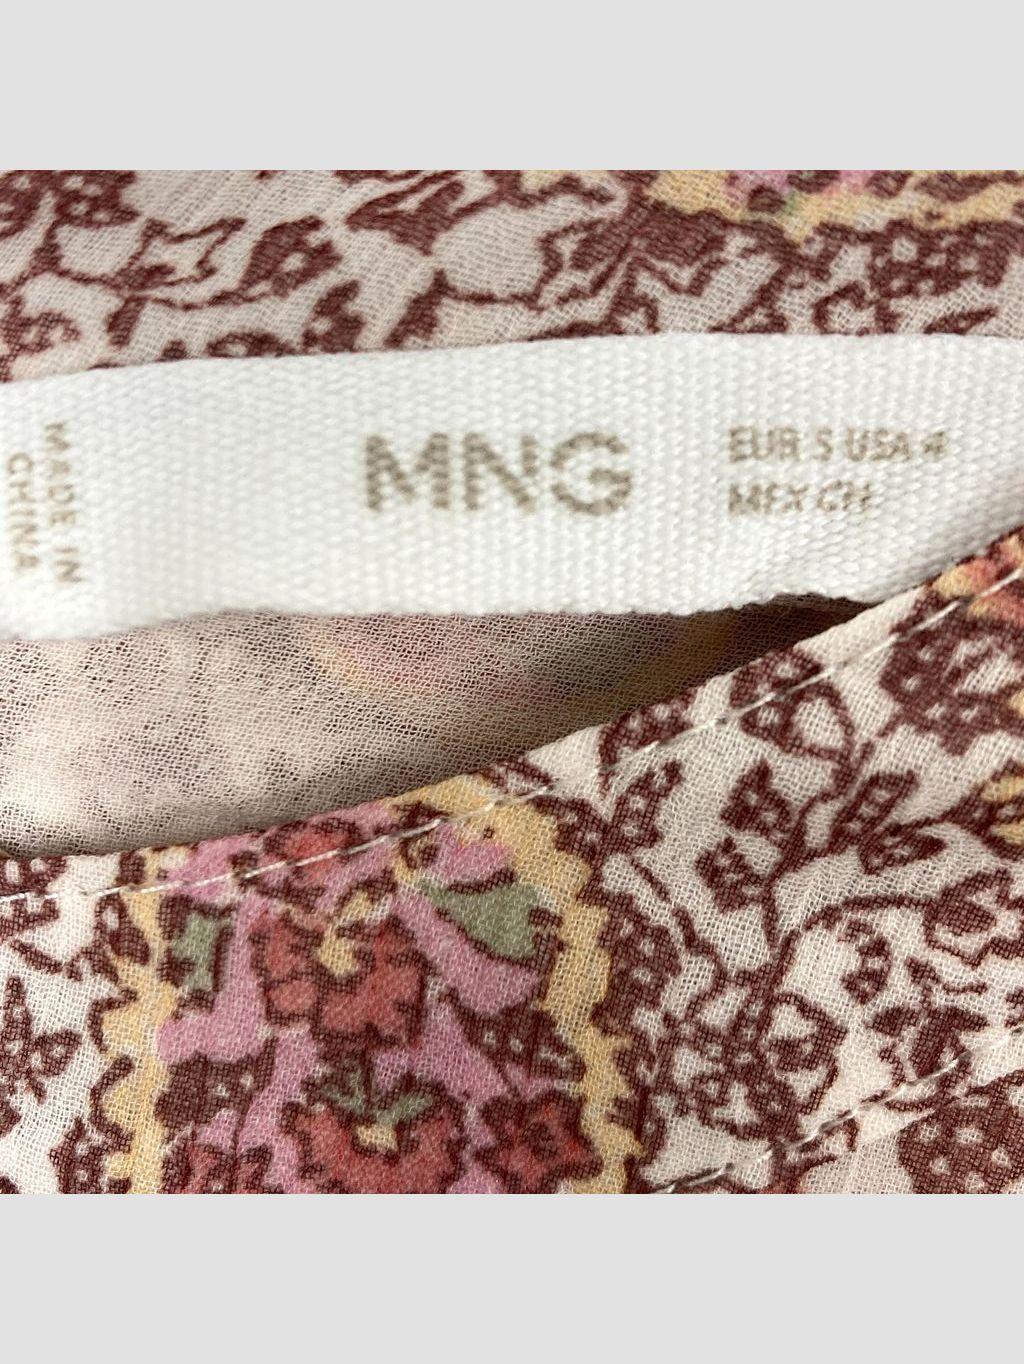 MADE IN
CHINA
MNG
EUR S USA 4
MEX CH